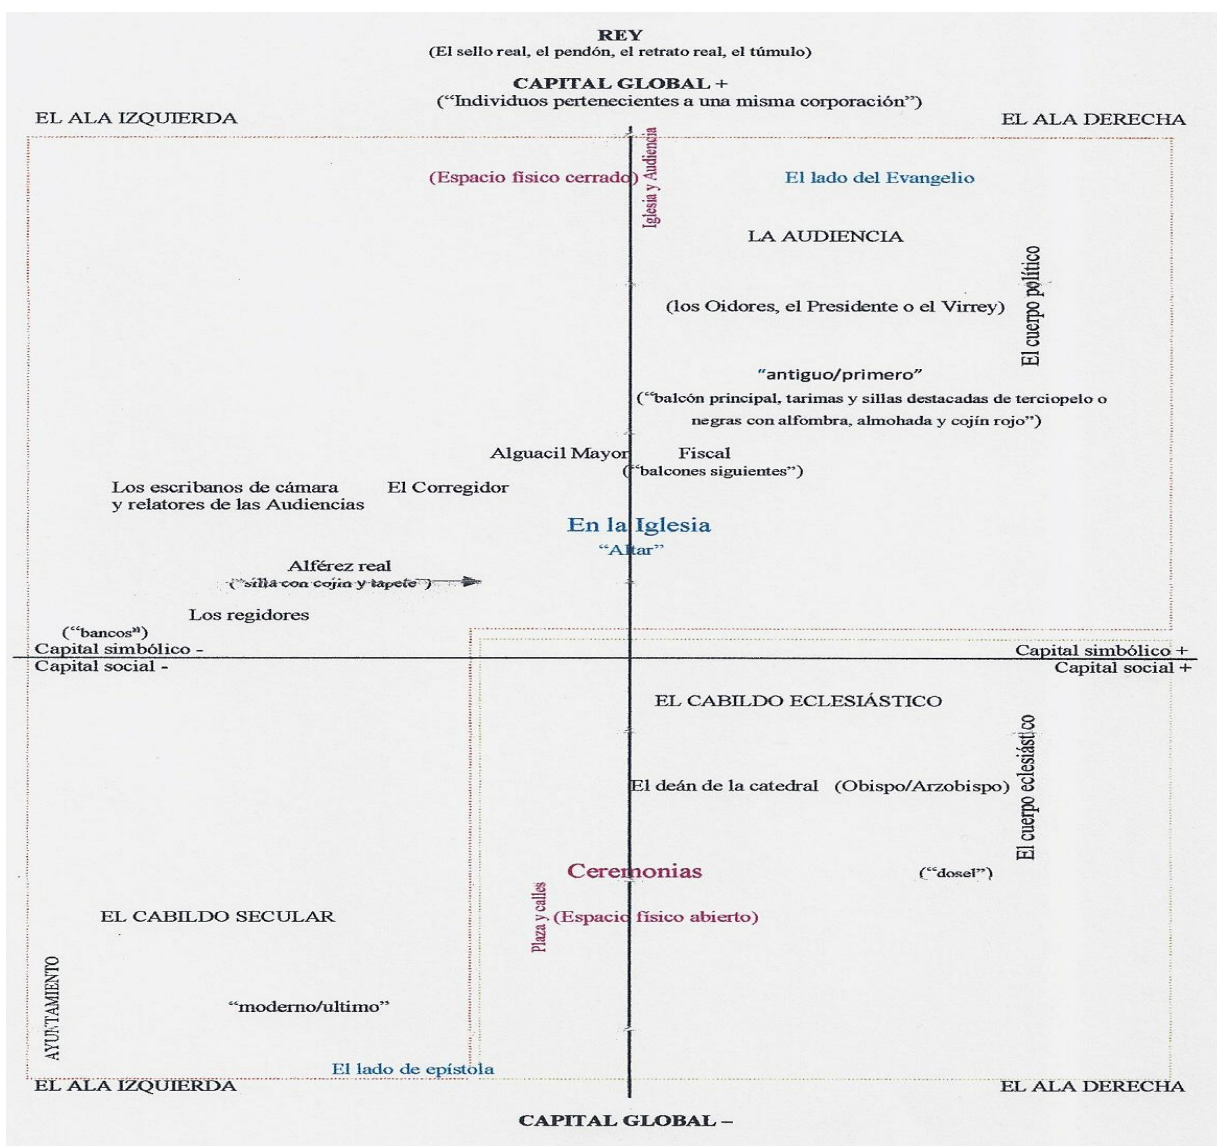 REY
(El sello real, el pendón, el retrato real, el túmulo)
CAPITAL GLOBAL +
(“Individuos pertenecientes a una misma corporación”)
EL ALA IZQUIERDA
EL ALA DERECHA
(Espacio físico cerrado)
Iglesia y Audiencia
El lado del Evangelio
LA AUDIENCIA
El cuerpo político
(los Oidores, el Presidente o el Virrey)
“antiguo/primero”
(“balcón principal, tarimas y sillas destacadas de terciopelo o
negras con alfombra, almohada y cojín rojo”)
Alguacil Mayor
Fiscal
(“balcones siguientes”)
Los escribanos de cámara
y relatores de las Audiencias
El Corregidor
En la Iglesia
“Altar”
Alférez real
(“silla con cojin y tapete”)
Los regidores
(“bancos”)
Capital simbólico -
Capital social -
Capital simbólico +
Capital social +
EL CABILDO ECLESIÁSTICO
El cuerpo eclesiástico
El deán de la catedral
(Obispo/Arzobispo)
Ceremonias
(“dosel”)
Plaza y calles
(Espacio físico abierto)
EL CABILDO SECULAR
AYUNTAMIENTO
“moderno/ultimo”
El lado de epístola
EL ALA IZQUIERDA
EL ALA DERECHA
CAPITAL GLOBAL –